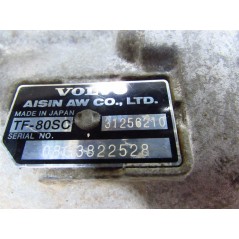 VOLVO
AISIN AW CO., LTD.
MADE IN JAPAN
TF-80SC 31256210
SERIAL NO.
08G3822528